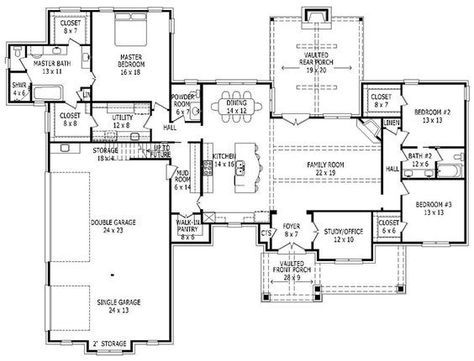 CLOSET
8 x 7
MASTER BATH
13 x 11
SHWR
4 x 6
LIN
MASTER
BEDROOM
16 x 18
CLOSET
8 x 8
UTILITY
12 x 8
POWDER
ROOM
6 x 7
HALL
DINING
14 x 12
VAULTED
REAR PORCH
19 x 20
CLOSET
8 x 7
BEDROOM #2
13 x 13
LINEN
BATH #2
12 x 6
HALL
STORAGE
18 x 4
UP TO
FUTURE
MUD
ROOM
6 x 14
KITCHEN
14 x 16
FAMILY ROOM
22 x 19
BEDROOM #3
13 x 13
CLOSET
6 x 6
DOUBLE GARAGE
24 x 23
WALK-IN
PANTRY
6 x 5
CTS
FOYER
8 x 7
STUDY/OFFICE
12 x 10
VAULTED
FRONT PORCH
28 x 9
SINGLE GARAGE
24 x 13
2' STORAGE